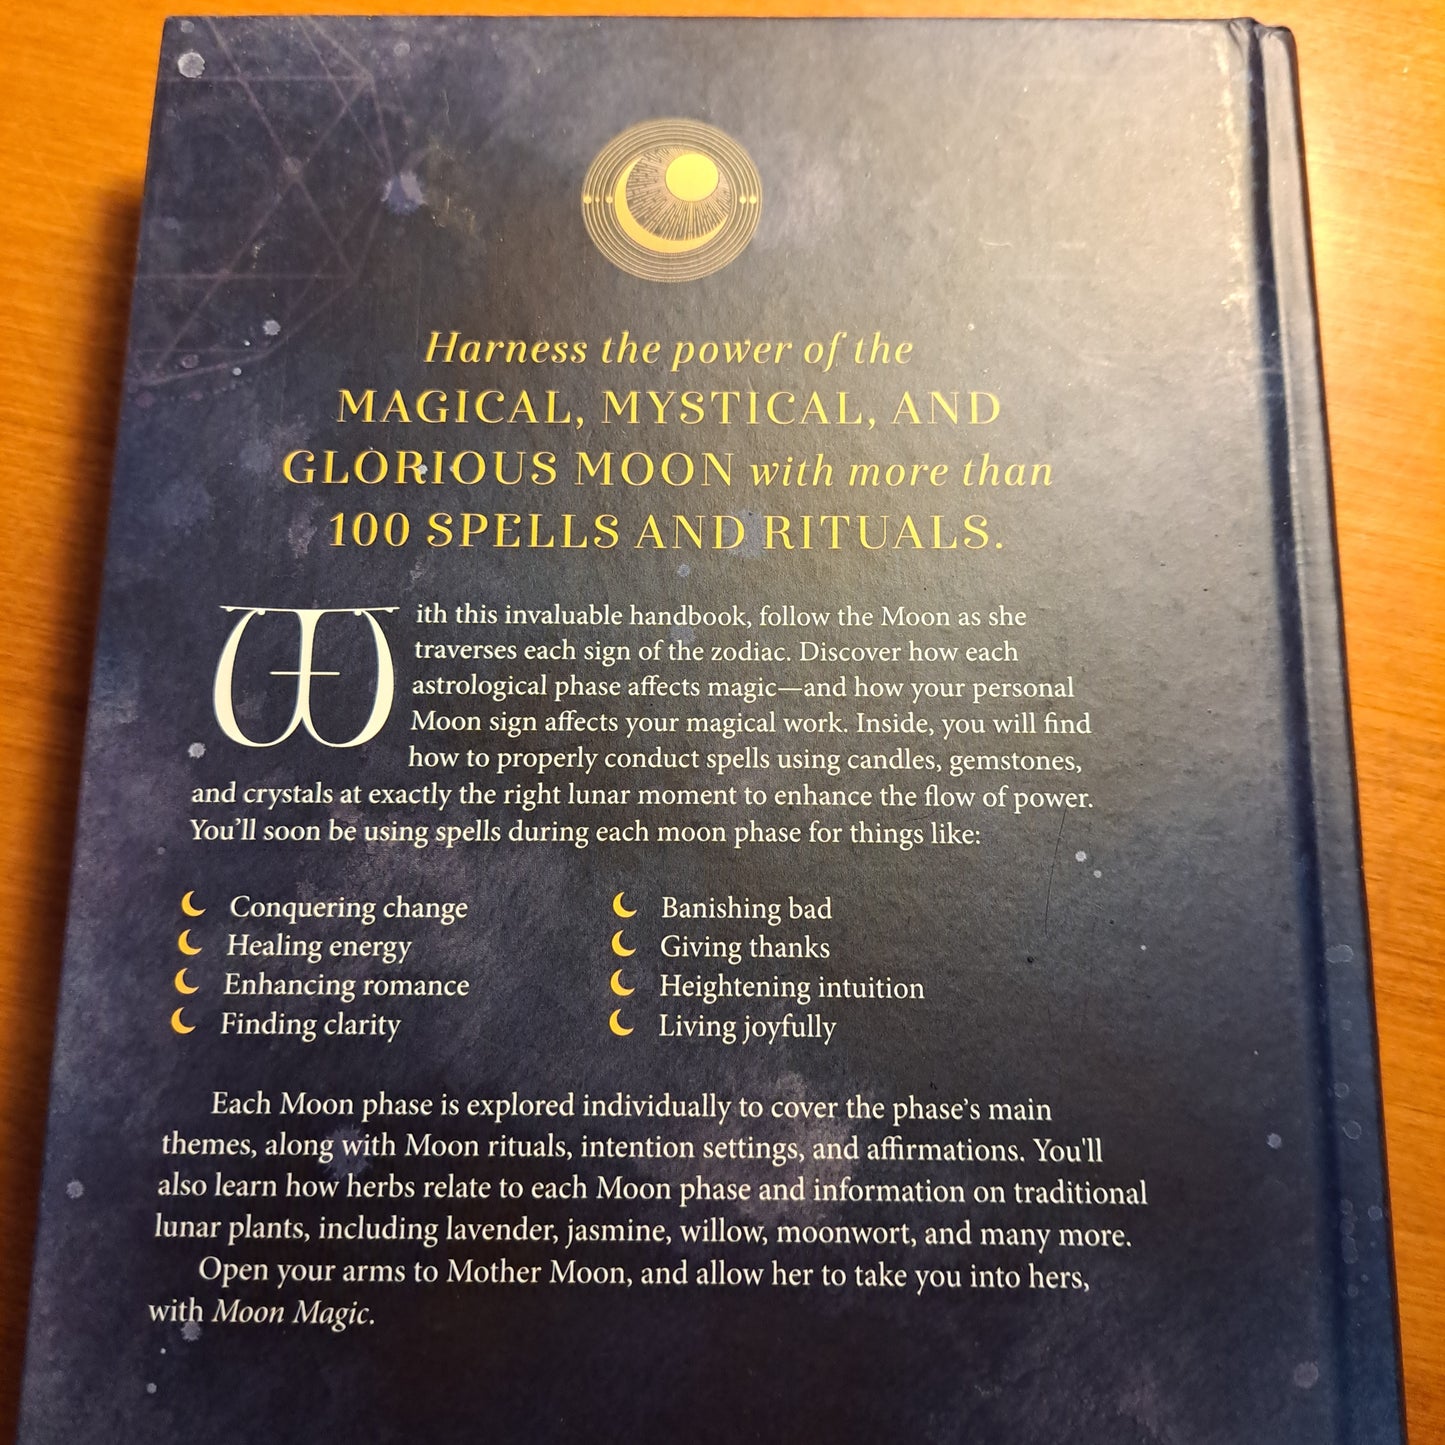 Harness the power of the
MAGICAL, MYSTICAL, AND
GLORIOUS MOON with more than
100 SPELLS AND RITUALS.
With this invaluable handbook, follow the Moon as she
traverses each sign of the zodiac. Discover how each
astrological phase affects magic—and how your personal
Moon sign affects your magical work. Inside, you will find
how to properly conduct spells using candles, gemstones,
and crystals at exactly the right lunar moment to enhance the flow of power.
You’ll soon be using spells during each moon phase for things like:
Conquering change
Healing energy
Enhancing romance
Finding clarity
Banishing bad
Giving thanks
Heightening intuition
Living joyfully
Each Moon phase is explored individually to cover the phase’s main
themes, along with Moon rituals, intention settings, and affirmations. You'll
also learn how herbs relate to each Moon phase and information on traditional
lunar plants, including lavender, jasmine, willow, moonwort, and many more.
Open your arms to Mother Moon, and allow her to take you into hers,
with Moon Magic.